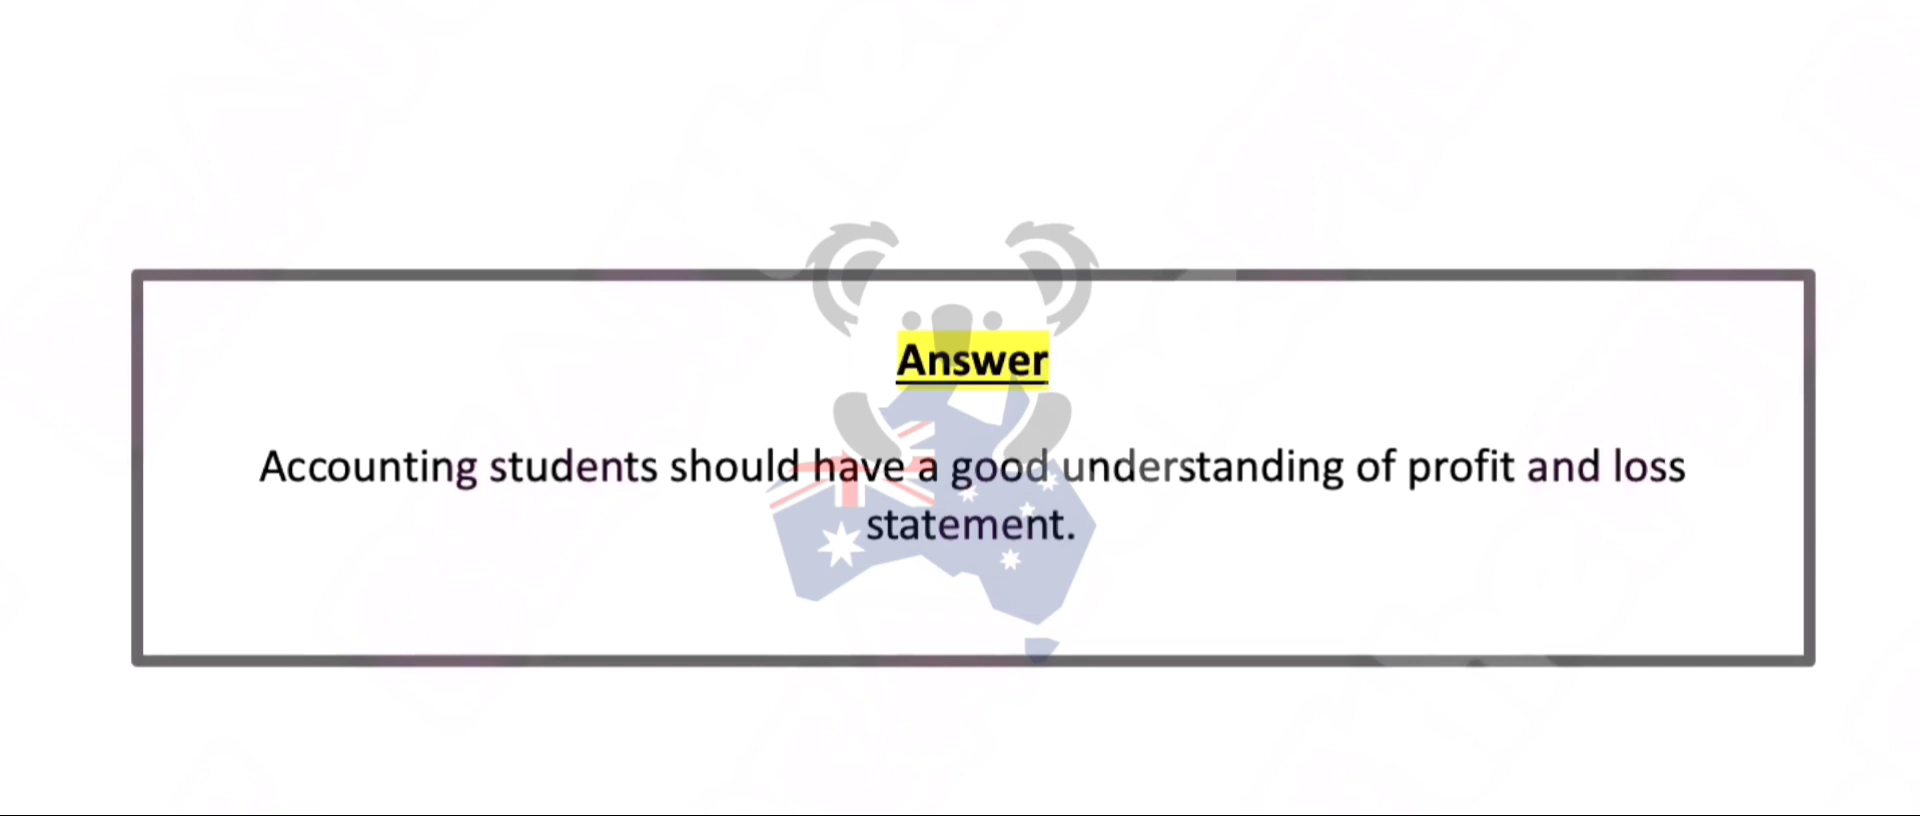 Answer
Accounting students should have a good understanding of profit and loss
statement.